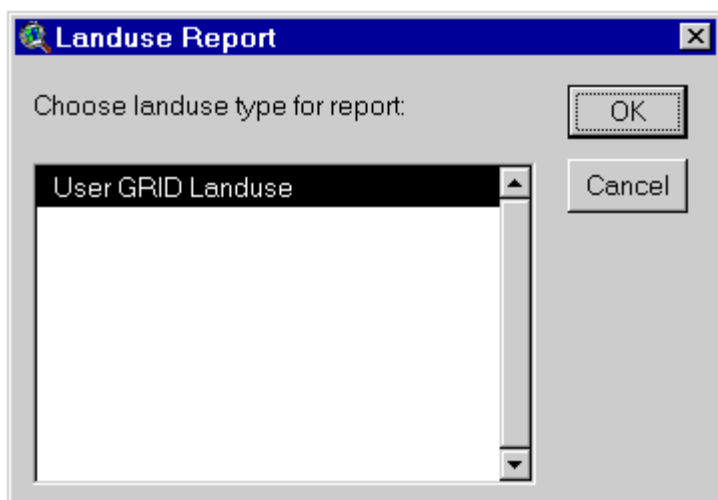 Landuse Report
Choose landuse type for report:
OK
User GRID Landuse
Cancel